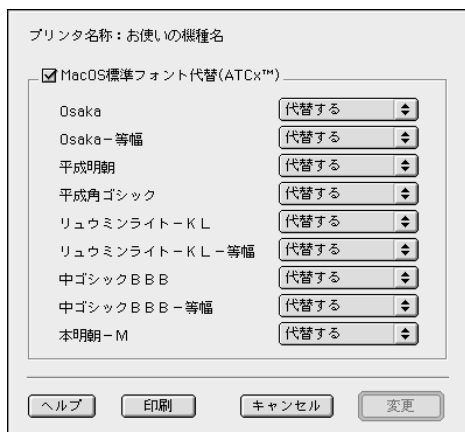 プリンタ名称：お使いの機種名
MacOS標準フォント代替(ATCx™)
Osaka 代替する
Osaka－等幅 代替する
平成明朝 代替する
平成角ゴシック 代替する
リュウミンライト－ＫＬ 代替する
リュウミンライト－ＫＬ－等幅 代替する
中ゴシックＢＢＢ 代替する
中ゴシックＢＢＢ－等幅 代替する
本明朝－Ｍ 代替する
ヘルプ 印刷 キャンセル 変更